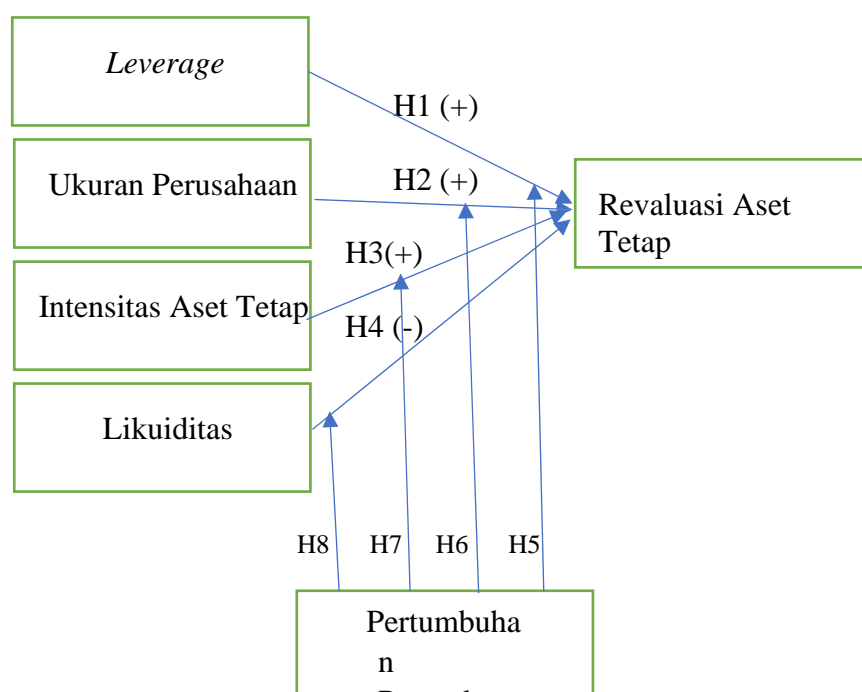 Leverage
H1 (+)
Ukuran Perusahaan
H2 (+)
Revaluasi Aset
Tetap
H3(+)
Intensitas Aset Tetap
H4 (-)
Likuiditas
H8
H7
H6
H5
Pertumbuha
n